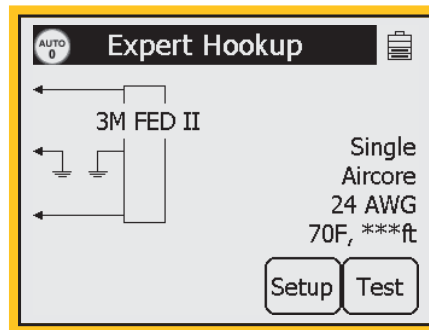 AUTO
0
Expert Hookup
3M FED II
Single
Aircore
24 AWG
70F, ***ft
Setup
Test